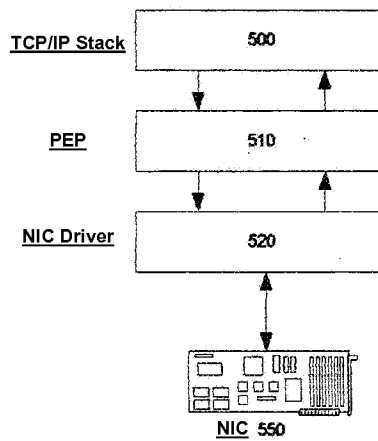 TCP/IP Stack 500
PEP 510
NIC Driver 520
NIC 550